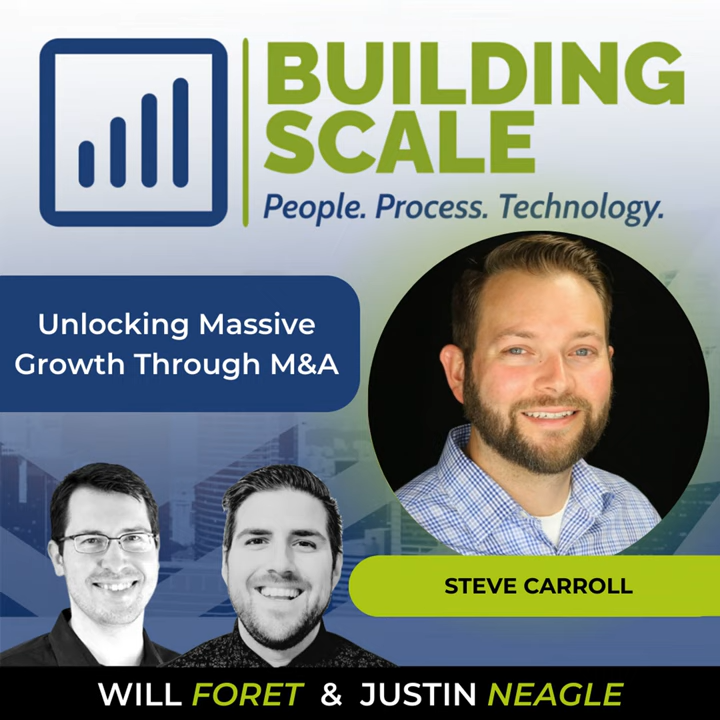 BUILDING
SCALE
People. Process. Technology.
Unlocking Massive
Growth Through M&A
STEVE CARROLL
WILL FORET & JUSTIN NEAGLE